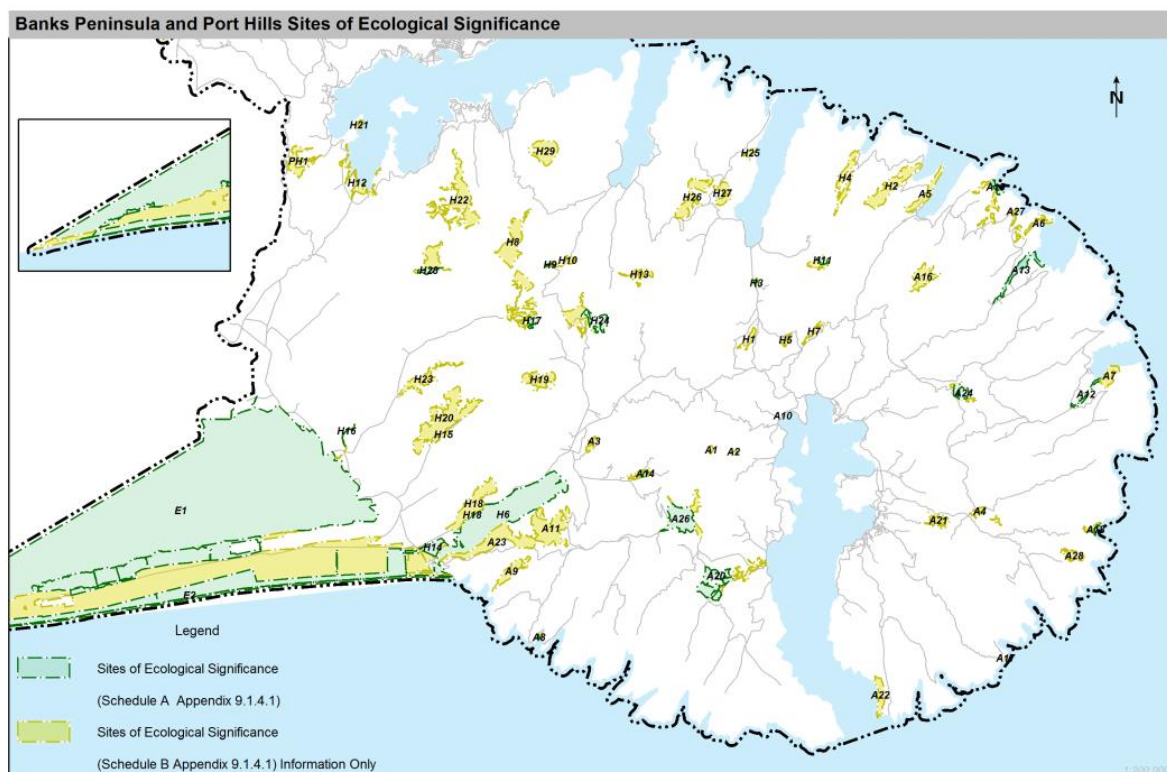 Banks Peninsula and Port Hills Sites of Ecological Significance
N
H21
PH1
H12
H29
H25
H22
H26
H27
H4
H2
A5
A27
A6
H8
H28
H9
H10
H13
H3
H11
A16
A13
H17
H24
H1
H5
H7
H23
H19
H20
H15
H16
A7
A12
A24
A10
A3
A1
A2
A14
E1
H18
H18
H6
A11
A26
A21
A4
A28
H14
A23
A9
A20
E2
A8
A22
Legend
Sites of Ecological Significance
(Schedule A Appendix 9.1.4.1)
Sites of Ecological Significance
(Schedule B Appendix 9.1.4.1) Information Only